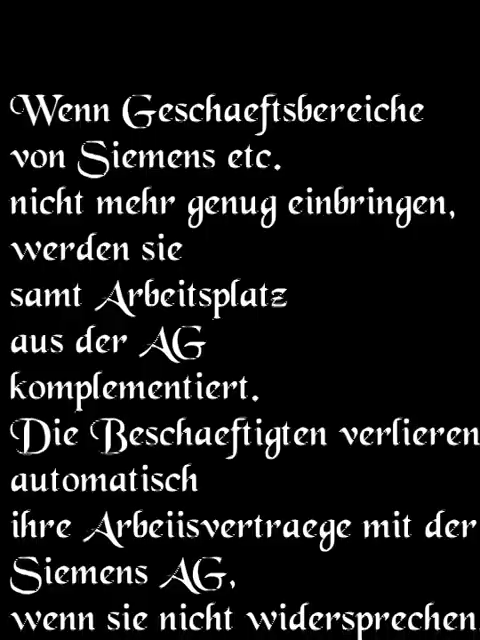 Wenn Geschaeftsbereiche
von Siemens etc.
nicht mehr genug einbringen,
werden sie
samt Arbeitsplatz
aus der AG
komplementiert.
Die Beschaeftigten verlieren
automatisch
ihre Arbeiisvertraege mit der
Siemens AG,
wenn sie nicht widersprechen